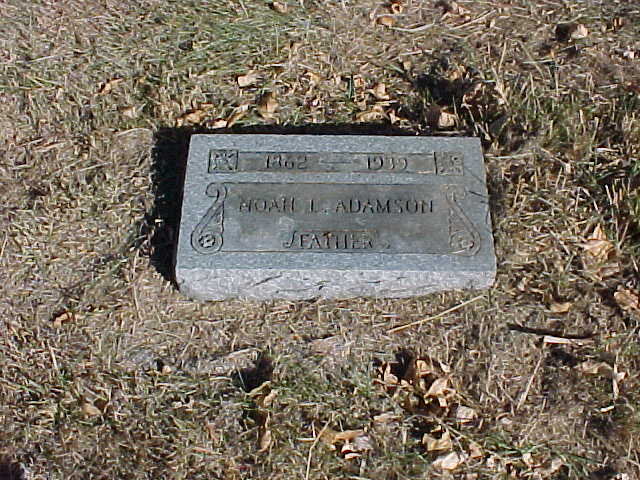 1862 — 1939
NOAH L. ADAMSON
FATHER